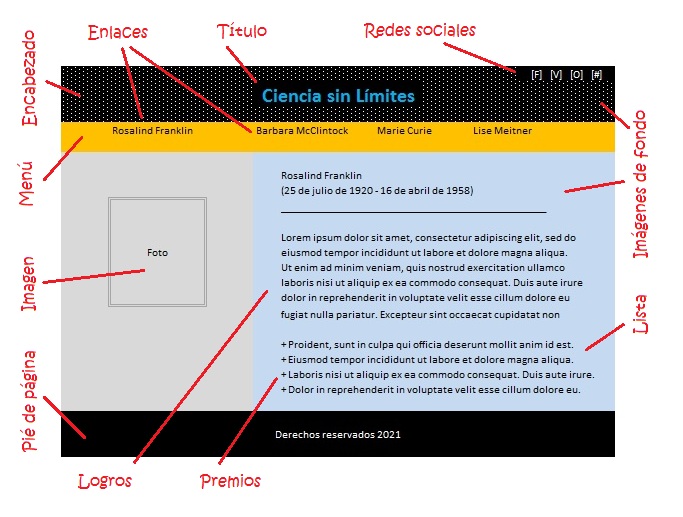 Enlaces
Título
Redes sociales
Encabezado
[F] [V] [O] [#]
Ciencia sin Límites
Rosalind Franklin Barbara McClintock Marie Curie Lise Meitner
Menú
Imágenes de fondo
Rosalind Franklin
(25 de julio de 1920 - 16 de abril de 1958)
Foto
Imagen
Lorem ipsum dolor sit amet, consectetur adipiscing elit, sed do
eiusmod tempor incididunt ut labore et dolore magna aliqua.
Ut enim ad minim veniam, quis nostrud exercitation ullamco
laboris nisi ut aliquip ex ea commodo consequat. Duis aute irure
dolor in reprehenderit in voluptate velit esse cillum dolore eu
fugiat nulla pariatur. Excepteur sint occaecat cupidatat non
Lista
+ Proident, sunt in culpa qui officia deserunt mollit anim id est.
+ Eiusmod tempor incididunt ut labore et dolore magna aliqua.
+ Laboris nisi ut aliquip ex ea commodo consequat. Duis aute irure.
+ Dolor in reprehenderit in voluptate velit esse cillum dolore eu.
Pié de página
Derechos reservados 2021
Logros
Premios